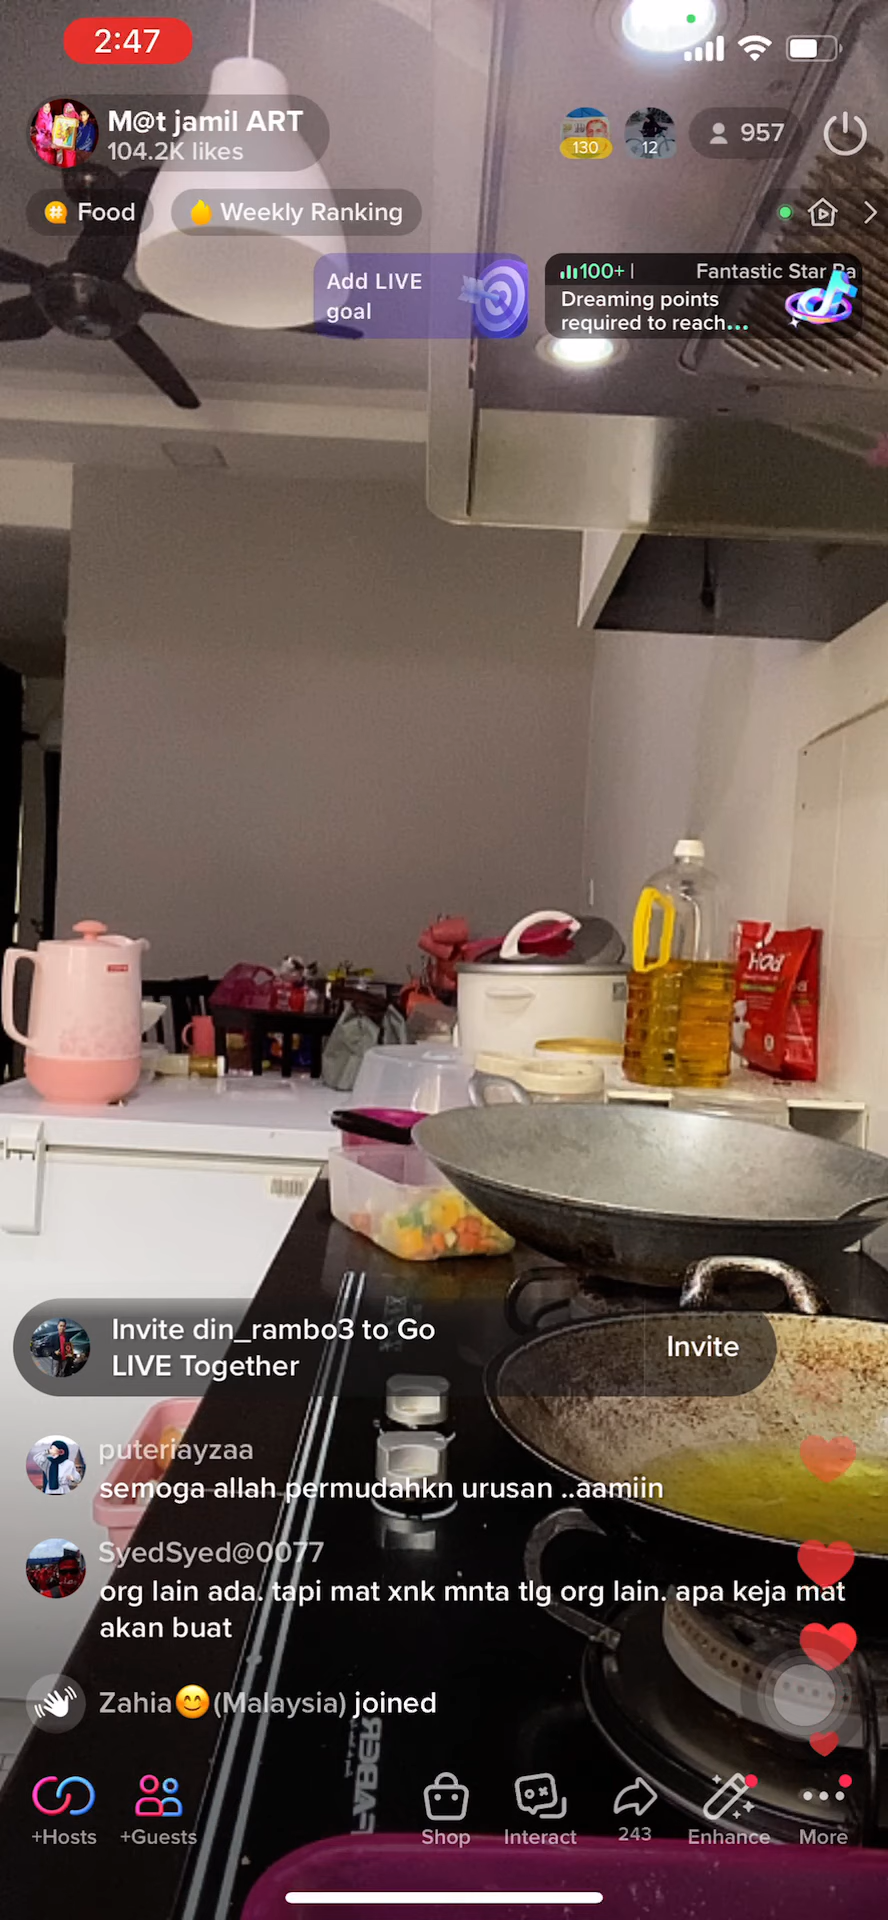 2:47
M@t jamil ART
104.2K likes
130
12
957
Food
Weekly Ranking
Add LIVE
goal
100+ |
Fantastic Star Ra
Dreaming points
required to reach...
Invite din_rambo3 to Go
LIVE Together
Invite
puteriayzaa
semoga allah permudahkn urusan ..aamiin
SyedSyed@0077
org lain ada. tapi mat xnk mnta tlg org lain. apa keja mat
akan buat
Zahia😊(Malaysia) joined
FABER
+Hosts
+Guests
Shop
Interact
243
Enhance
More